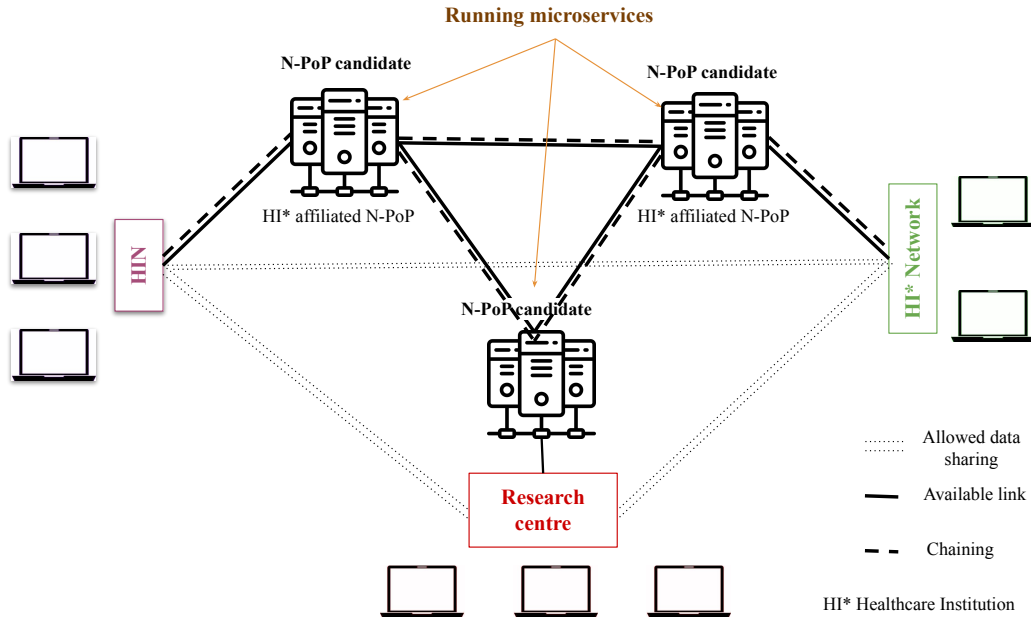 Running microservices
N-PoP candidate
N-PoP candidate
HI* affiliated N-PoP
HI* affiliated N-PoP
HIN
HI* Network
N-PoP candidate
Research
centre
Allowed data
sharing
Available link
Chaining
HI* Healthcare Institution